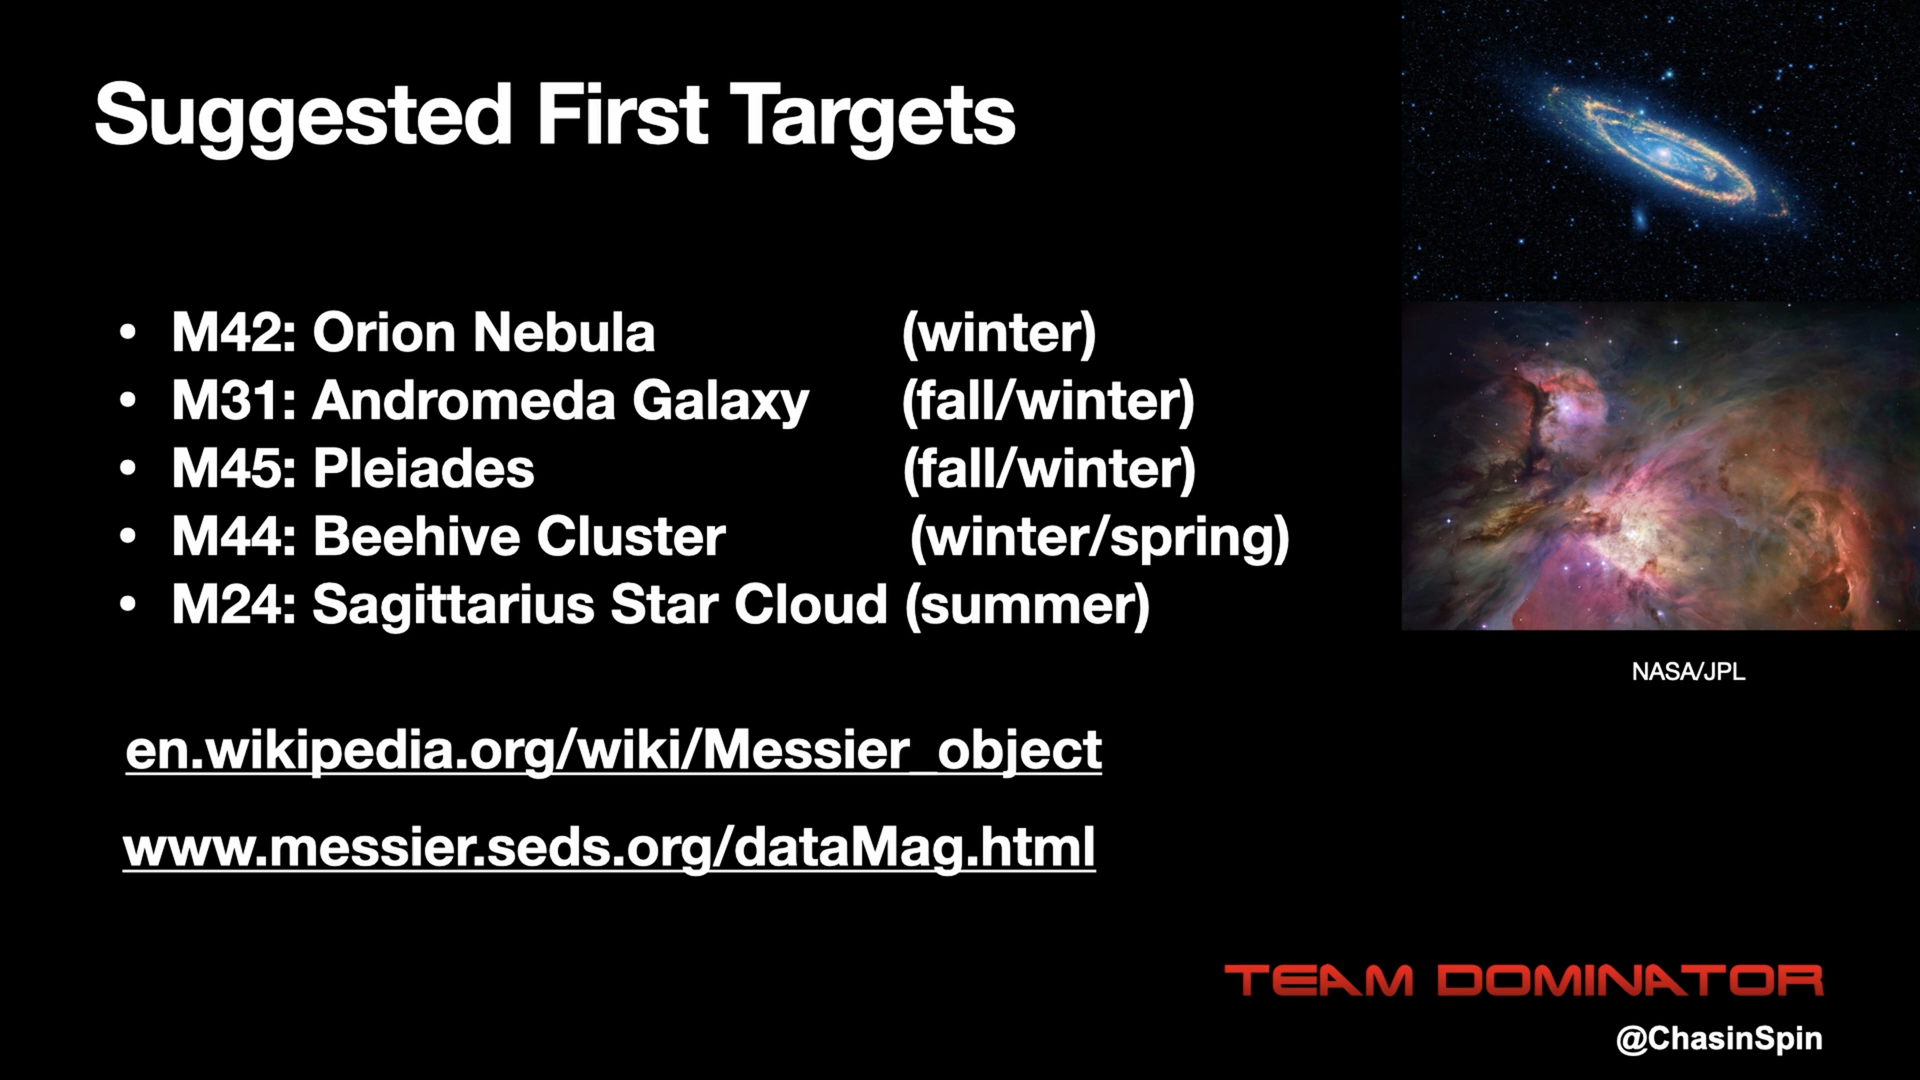 Suggested First Targets
• M42: Orion Nebula (winter)
• M31: Andromeda Galaxy (fall/winter)
• M45: Pleiades (fall/winter)
• M44: Beehive Cluster (winter/spring)
• M24: Sagittarius Star Cloud (summer)
NASA/JPL
en.wikipedia.org/wiki/Messier_object
www.messier.seds.org/dataMag.html
TEAM DOMINATOR
@ChasinSpin